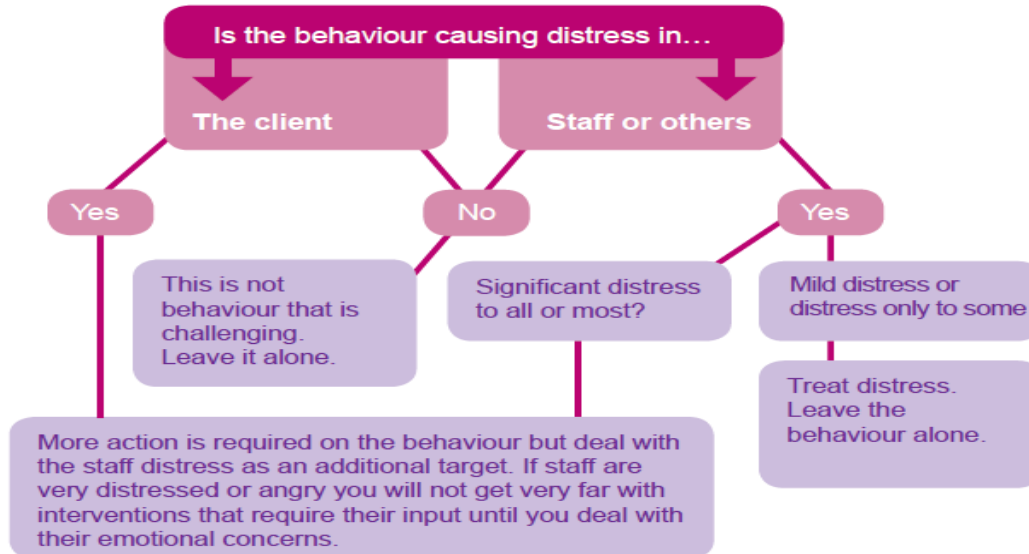 Is the behaviour causing distress in…
The client
Staff or others
Yes
No
Yes
This is not
behaviour that is
challenging.
Leave it alone.
Significant distress
to all or most?
Mild distress or
distress only to some
Treat distress.
Leave the
behaviour alone.
More action is required on the behaviour but deal with
the staff distress as an additional target. If staff are
very distressed or angry you will not get very far with
interventions that require their input until you deal with
their emotional concerns.